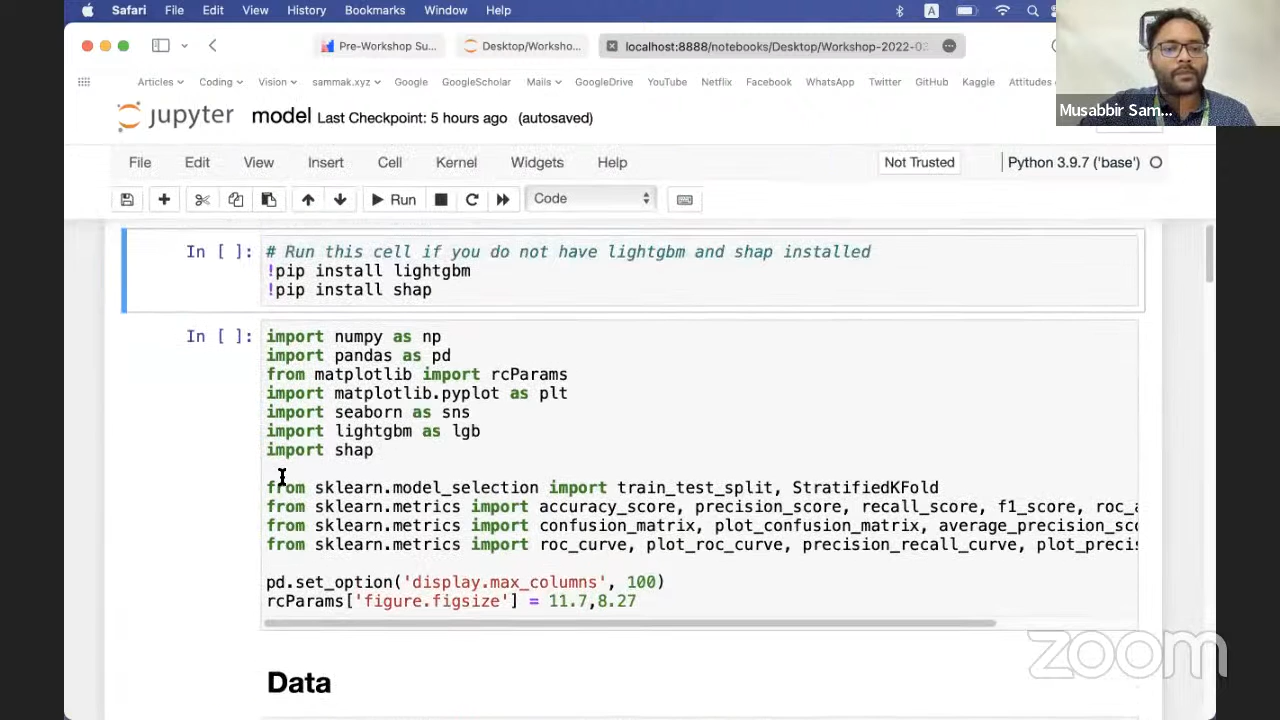 Safari File Edit View History Bookmarks Window Help
Pre-Workshop Su... Desktop/Worksho... localhost:8888/notebooks/Desktop/Workshop-2022-03
Articles Coding Vision sammak.xyz Google GoogleScholar Mails GoogleDrive YouTube Netflix Facebook WhatsApp Twitter GitHub Kaggle Attitudes
Musabbir Sam...
jupyter model Last Checkpoint: 5 hours ago (autosaved)
File Edit View Insert Cell Kernel Widgets Help Not Trusted Python 3.9.7 ('base')
Run Code
In [ ]: # Run this cell if you do not have lightgbm and shap installed
!pip install lightgbm
!pip install shap
In [ ]: import numpy as np
import pandas as pd
from matplotlib import rcParams
import matplotlib.pyplot as plt
import seaborn as sns
import lightgbm as lgb
import shap
from sklearn.model_selection import train_test_split, StratifiedKFold
from sklearn.metrics import accuracy_score, precision_score, recall_score, f1_score, roc_a
from sklearn.metrics import confusion_matrix, plot_confusion_matrix, average_precision_sco
from sklearn.metrics import roc_curve, plot_roc_curve, precision_recall_curve, plot_precis
pd.set_option('display.max_columns', 100)
rcParams['figure.figsize'] = 11.7,8.27
zoom
Data